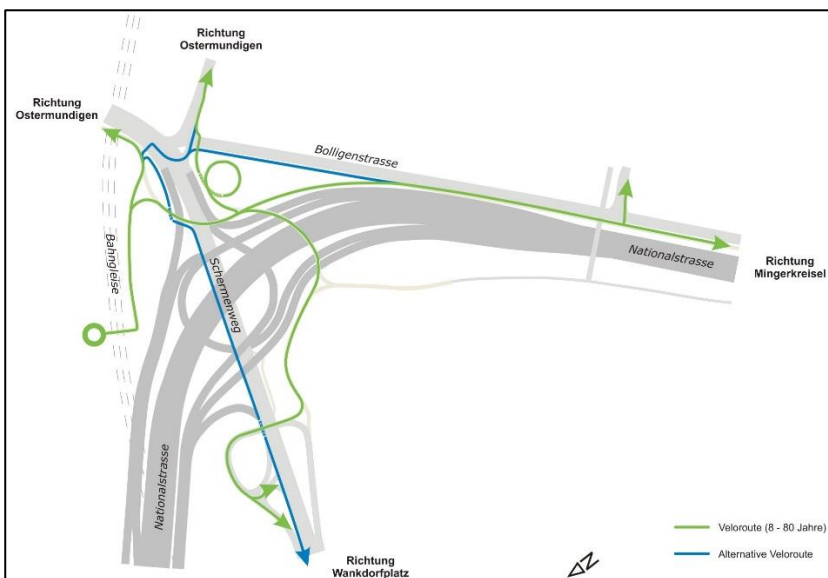 Richtung
Ostermundigen
Richtung
Ostermundigen
Bolligenstrasse
Bahngleise
Schermenweg
Nationalstrasse
Richtung
Mingerkreisel
Nationalstrasse
Veloroute (8 - 80 Jahre)
Alternative Veloroute
Richtung
Wankdorfplatz
N